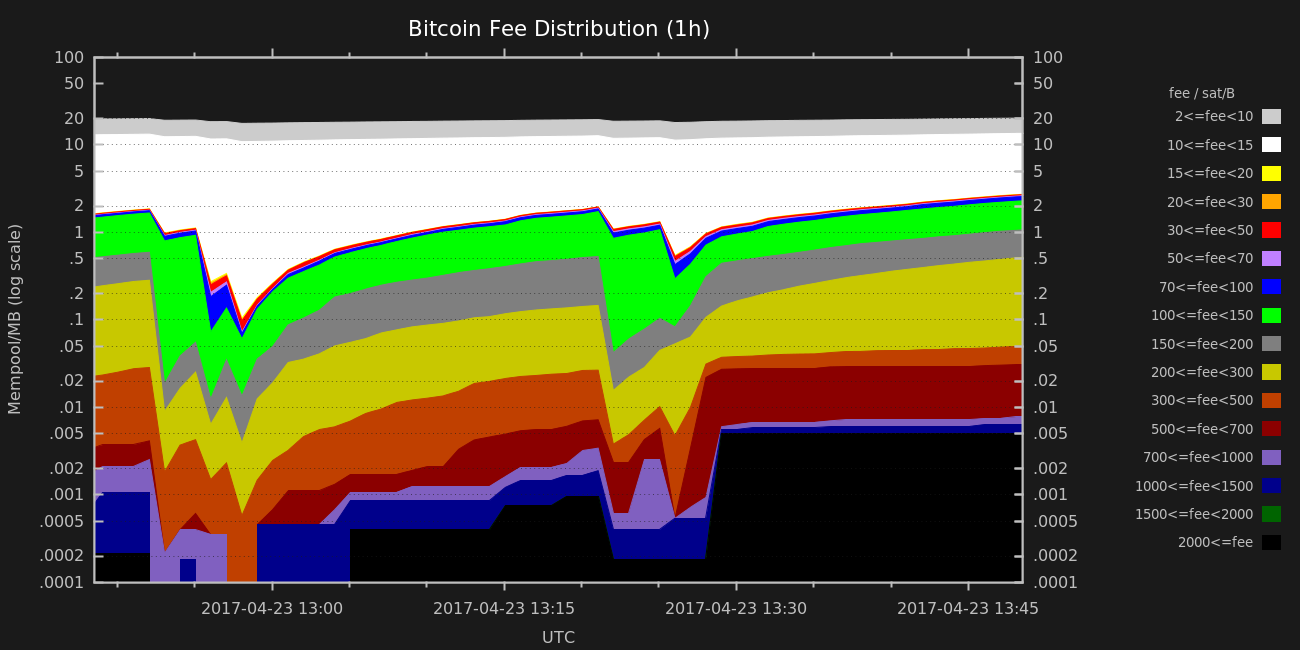 Bitcoin Fee Distribution (1h)
Mempool/MB (log scale)
100
50
20
10
5
2
1
.5
.2
.1
.05
.02
.01
.005
.002
.001
.0005
.0002
.0001
100
50
20
10
5
2
1
.5
.2
.1
.05
.02
.01
.005
.002
.001
.0005
.0002
.0001
2017-04-23 13:00
2017-04-23 13:15
2017-04-23 13:30
2017-04-23 13:45
UTC
fee / sat/B
2<=fee<10
10<=fee<15
15<=fee<20
20<=fee<30
30<=fee<50
50<=fee<70
70<=fee<100
100<=fee<150
150<=fee<200
200<=fee<300
300<=fee<500
500<=fee<700
700<=fee<1000
1000<=fee<1500
1500<=fee<2000
2000<=fee